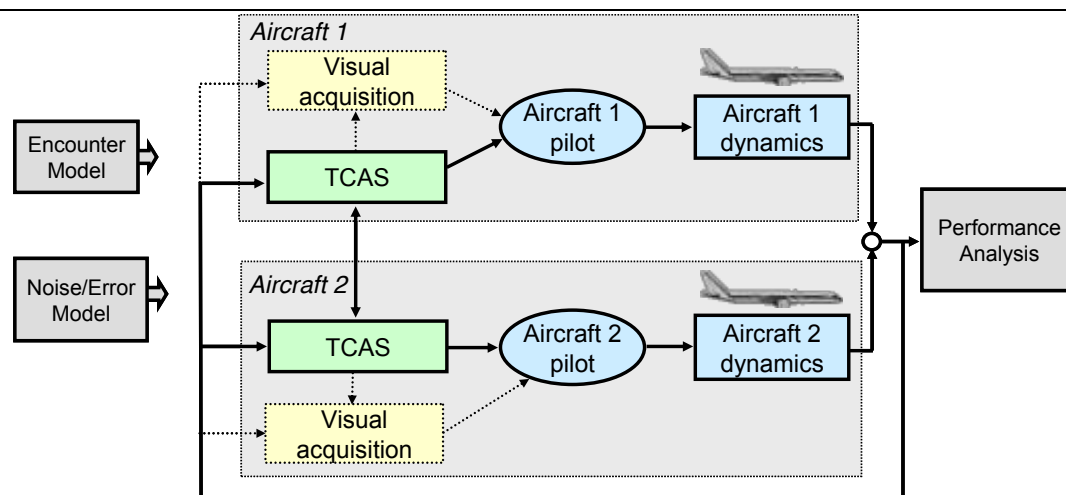 Aircraft 1
Visual
acquisition
Aircraft 1
pilot
Aircraft 1
dynamics
Encounter
Model
TCAS
Performance
Analysis
Noise/Error
Model
Aircraft 2
TCAS
Aircraft 2
pilot
Aircraft 2
dynamics
Visual
acquisition